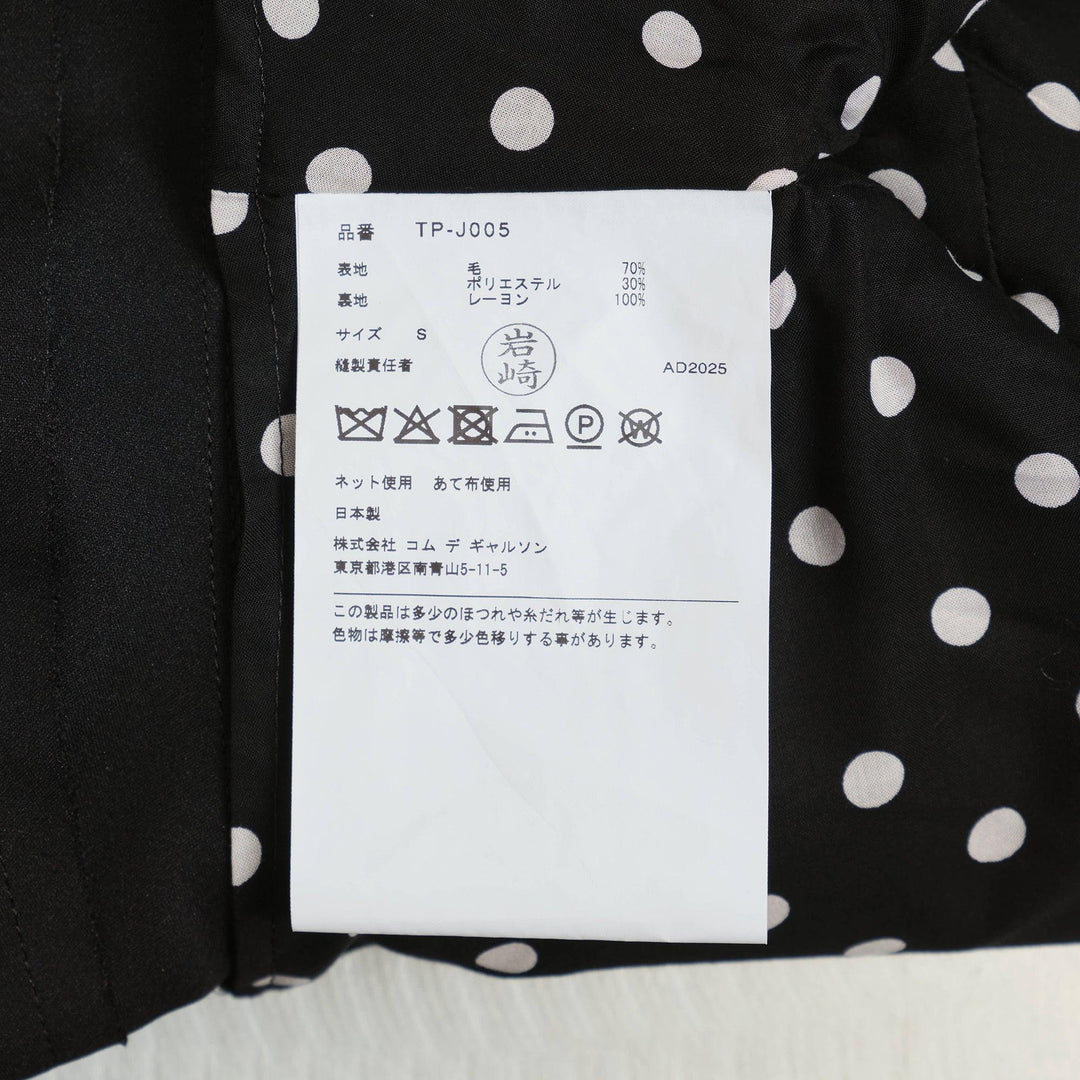 品番 TP-J005
表地 毛 70%
ポリエステル 30%
裏地 レーヨン 100%
サイズ S
縫製責任者 岩崎 AD2025
P W
ネット使用 あて布使用
日本製
株式会社 コム デ ギャルソン
東京都港区南青山5-11-5
この製品は多少のほつれや糸だれ等が生じます。
色物は摩擦等で多少色移りする事があります。